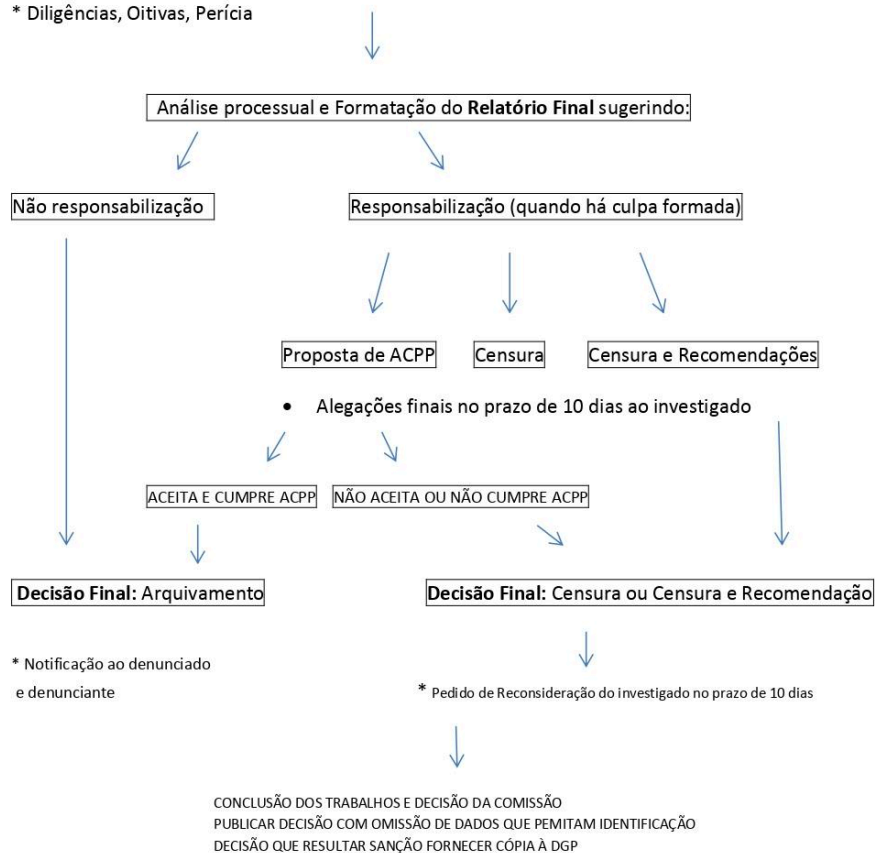 * Diligências, Oitivas, Perícia
Análise processual e Formatação do Relatório Final sugerindo:
Não responsabilização
Responsabilização (quando há culpa formada)
Proposta de ACPP
Censura
Censura e Recomendações
• Alegações finais no prazo de 10 dias ao investigado
ACEITA E CUMPRE ACPP
NÃO ACEITA OU NÃO CUMPRE ACPP
Decisão Final: Arquivamento
Decisão Final: Censura ou Censura e Recomendação
* Notificação ao denunciado
e denunciante
* Pedido de Reconsideração do investigado no prazo de 10 dias
CONCLUSÃO DOS TRABALHOS E DECISÃO DA COMISSÃO
PUBLICAR DECISÃO COM OMISSÃO DE DADOS QUE PEMITAM IDENTIFICAÇÃO
DECISÃO QUE RESULTAR SANÇÃO FORNECER CÓPIA À DGP